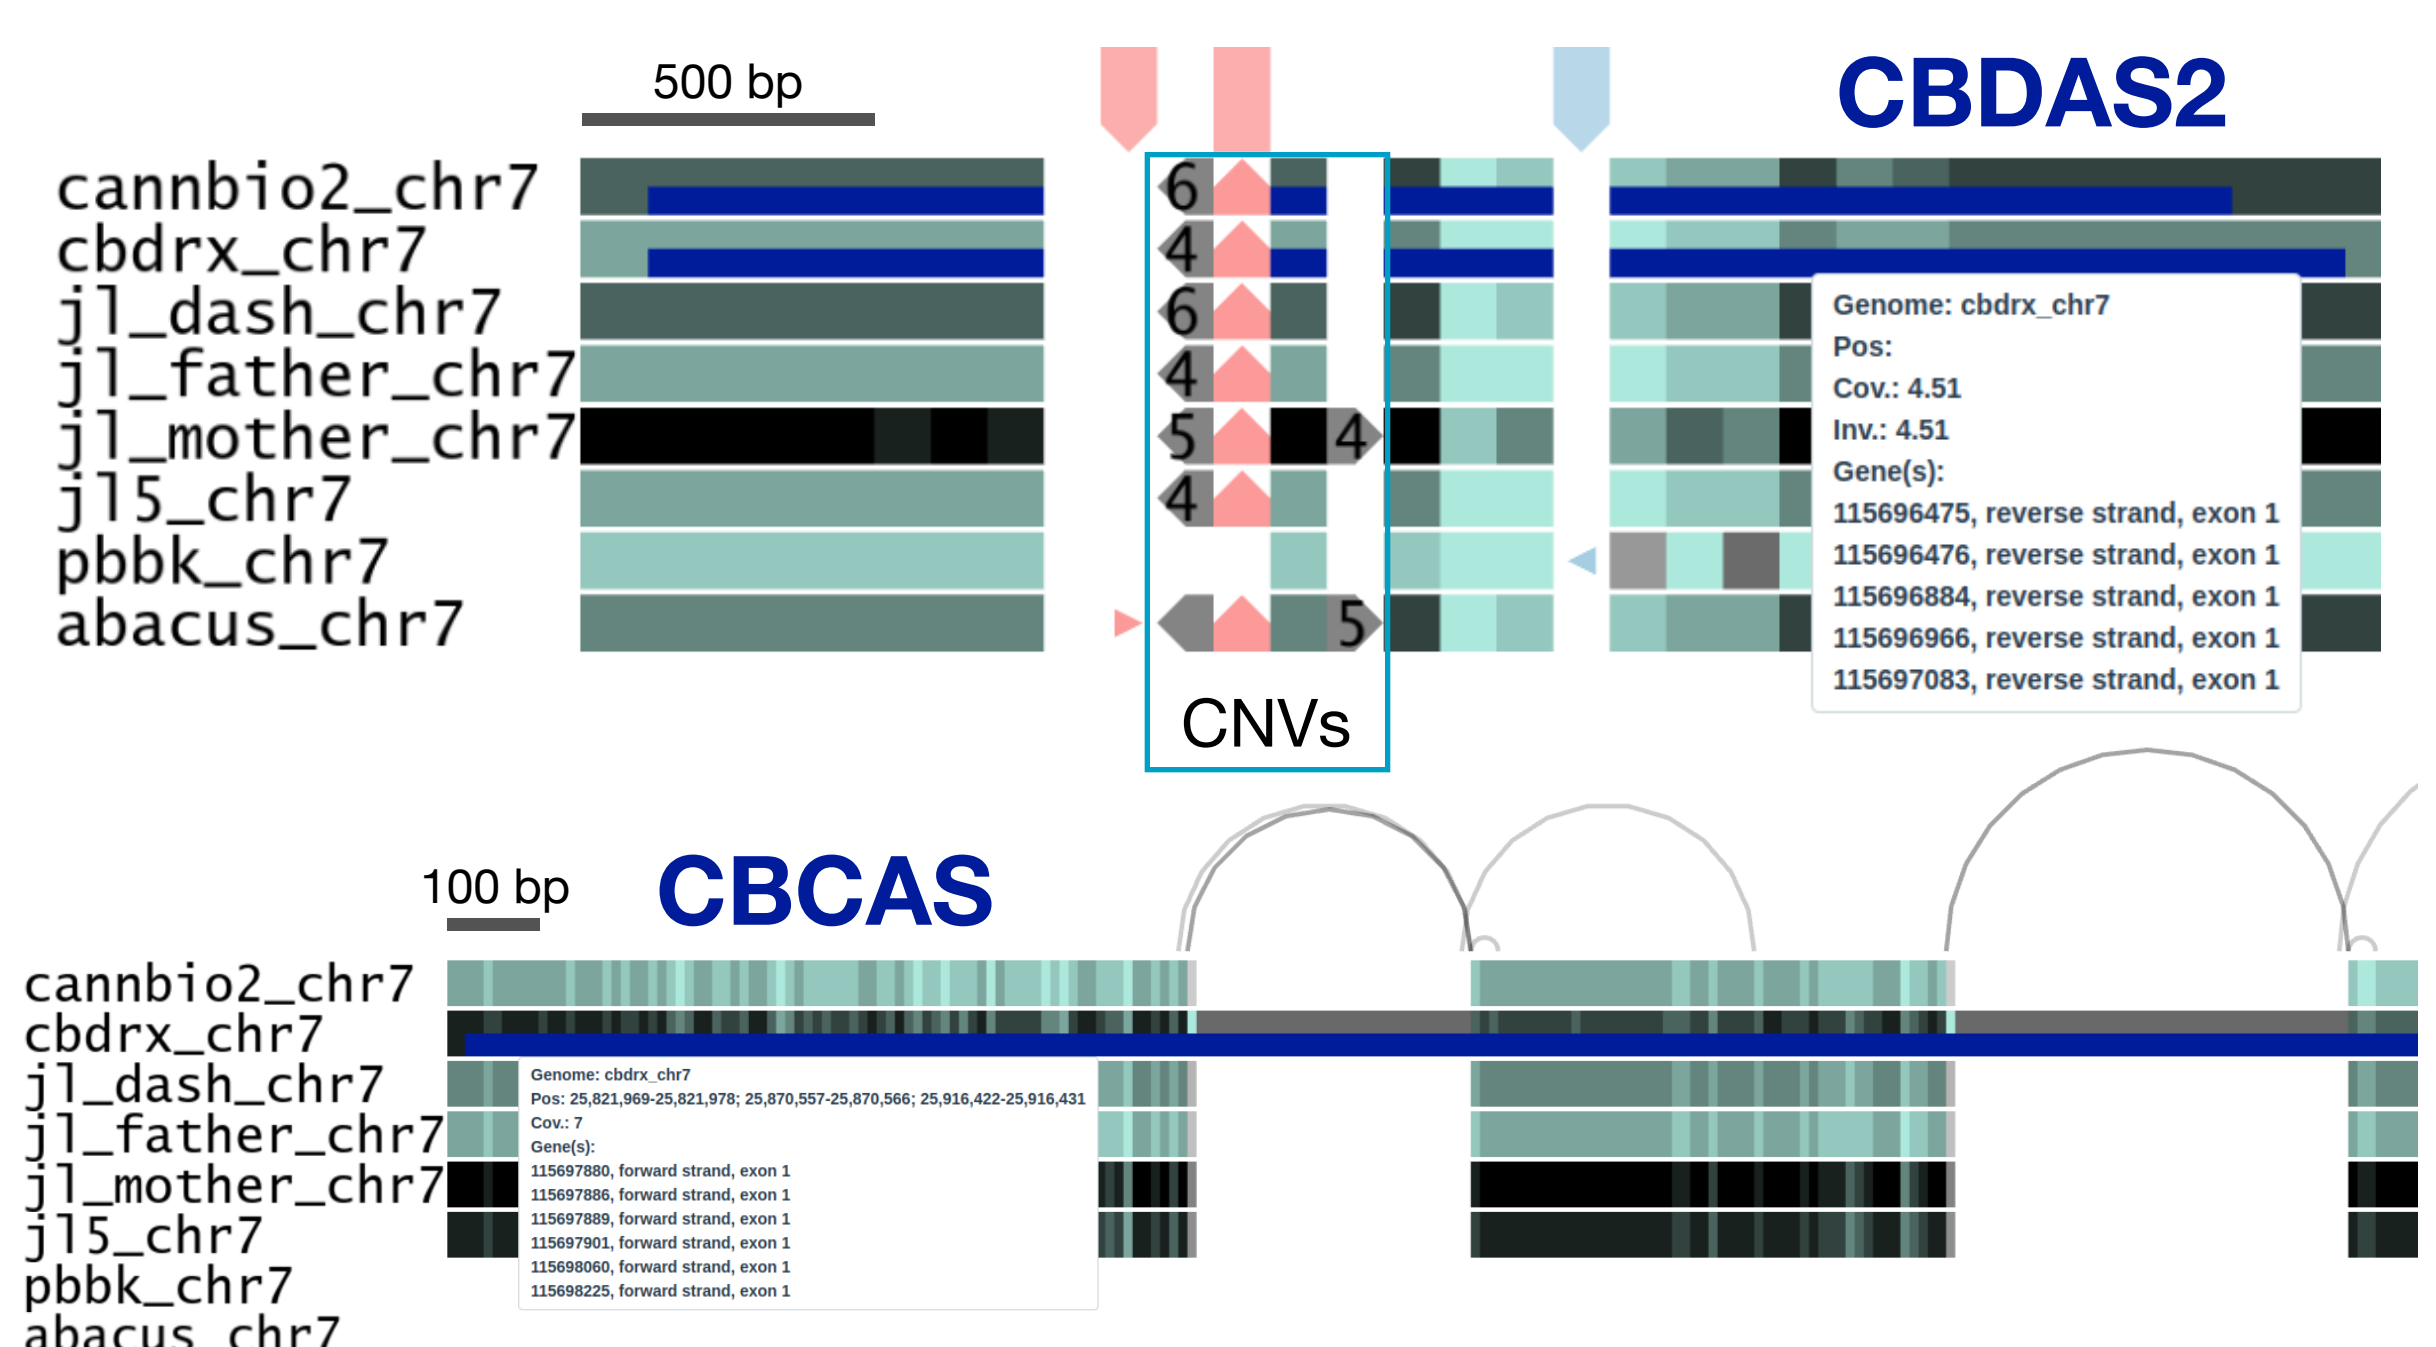 500 bp
CBDAS2
cannbio2_chr7
6
cbdrx_chr7
4
jl_dash_chr7
6
jl_father_chr7
4
jl_mother_chr7
5 4
jl5_chr7
4
pbbk_chr7
abacus_chr7
5
CNVs
Genome: cbdrx_chr7
Pos:
Cov.: 4.51
Inv.: 4.51
Gene(s):
115696475, reverse strand, exon 1
115696476, reverse strand, exon 1
115696884, reverse strand, exon 1
115696966, reverse strand, exon 1
115697083, reverse strand, exon 1
100 bp
CBCAS
cannbio2_chr7
cbdrx_chr7
jl_dash_chr7
jl_father_chr7
jl_mother_chr7
jl5_chr7
pbbk_chr7
abacus_chr7
Genome: cbdrx_chr7
Pos: 25,821,969-25,821,978; 25,870,557-25,870,566; 25,916,422-25,916,431
Cov.: 7
Gene(s):
115697880, forward strand, exon 1
115697886, forward strand, exon 1
115697889, forward strand, exon 1
115697901, forward strand, exon 1
115698060, forward strand, exon 1
115698225, forward strand, exon 1